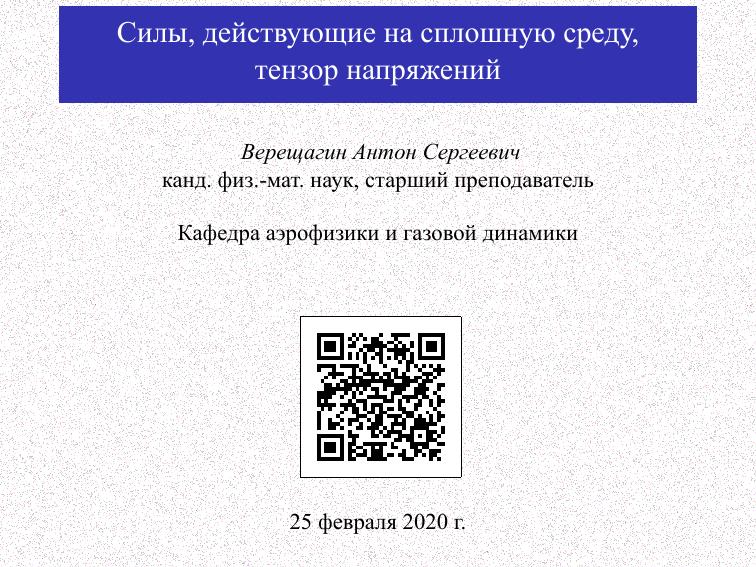 Силы, действующие на сплошную среду,
тензор напряжений
Верещагин Антон Сергеевич
канд. физ.-мат. наук, старший преподаватель
Кафедра аэрофизики и газовой динамики
25 февраля 2020 г.